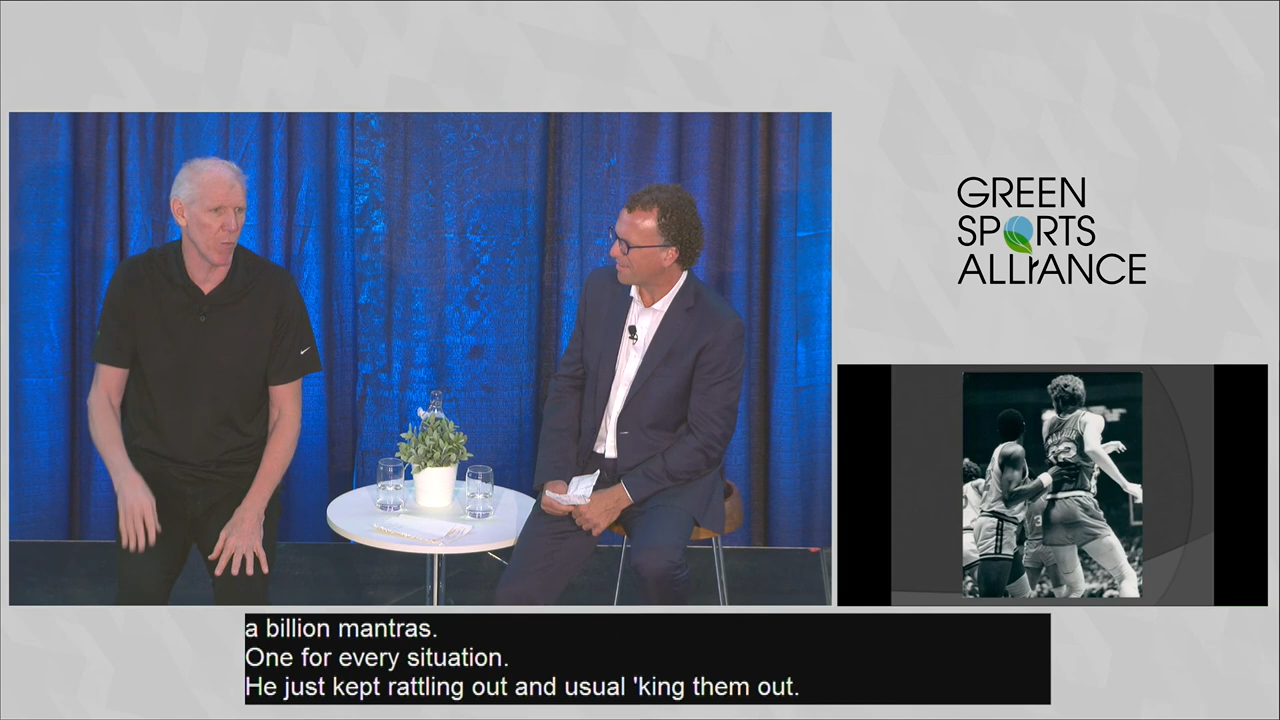 GREEN
SPORTS
ALLIANCE
a billion mantras.
One for every situation.
He just kept rattling out and usual 'king them out.